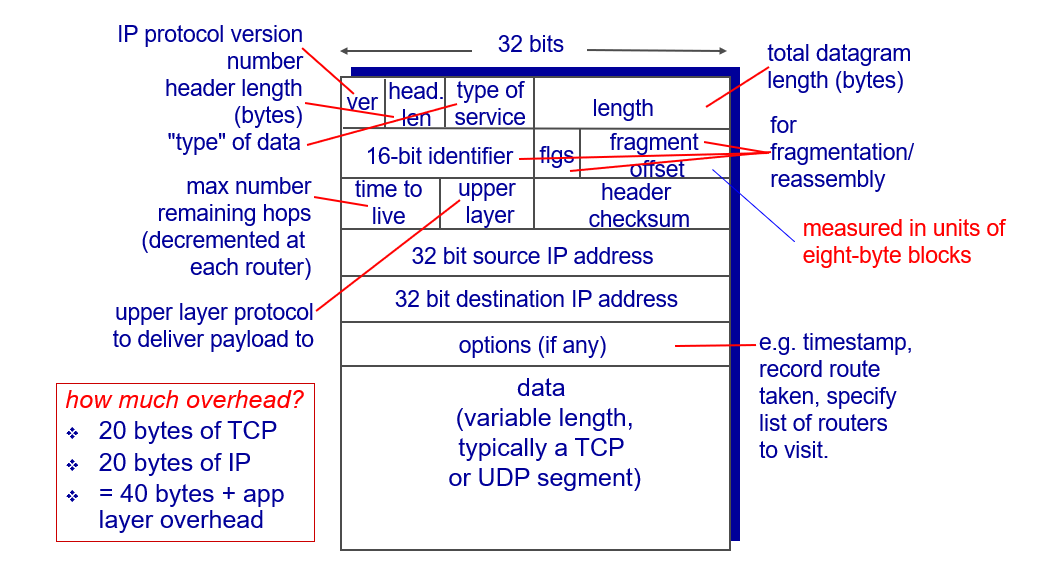 IP protocol version
number
header length
(bytes)
"type" of data
max number
remaining hops
(decremented at
each router)
upper layer protocol
to deliver payload to
how much overhead?
❖ 20 bytes of TCP
❖ 20 bytes of IP
❖ = 40 bytes + app
layer overhead
32 bits
ver
head.
len
type of
service
length
16-bit identifier
flgs
fragment
offset
time to
live
upper
layer
header
checksum
32 bit source IP address
32 bit destination IP address
options (if any)
data
(variable length,
typically a TCP
or UDP segment)
total datagram
length (bytes)
for
fragmentation/
reassembly
measured in units of
eight-byte blocks
e.g. timestamp,
record route
taken, specify
list of routers
to visit.